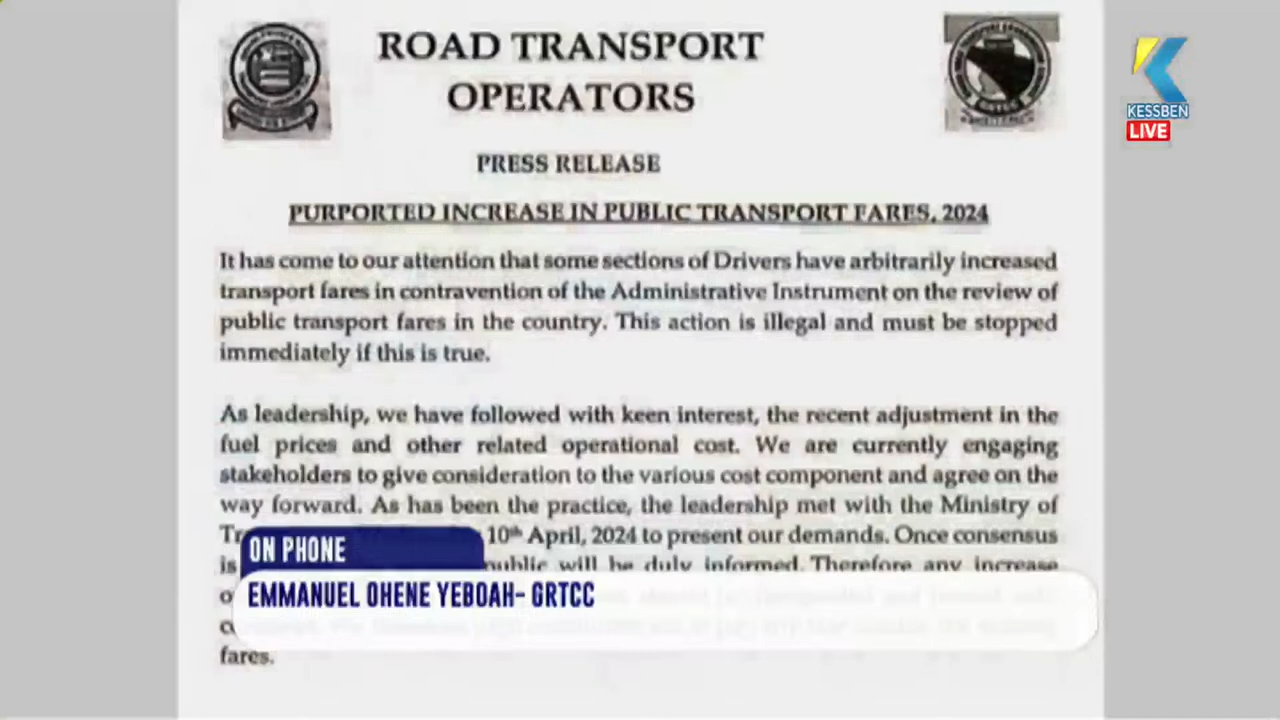 ROAD TRANSPORT
OPERATORS
KESSBEN
LIVE
PRESS RELEASE
PURPORTED INCREASE IN PUBLIC TRANSPORT FARES, 2024
It has come to our attention that some sections of Drivers have arbitrarily increased
transport fares in contravention of the Administrative Instrument on the review of
public transport fares in the country. This action is illegal and must be stopped
immediately if this is true.
As leadership, we have followed with keen interest, the recent adjustment in the
fuel prices and other related operational cost. We are currently engaging
stakeholders to give consideration to the various cost component and agree on the
way forward. As has been the practice, the leadership met with the Ministry of
10th April, 2024 to present our demands. Once consensus
is public will be duly informed. Therefore any increase
fares.
ON PHONE
EMMANUEL OHENE YEBOAH- GRTCC